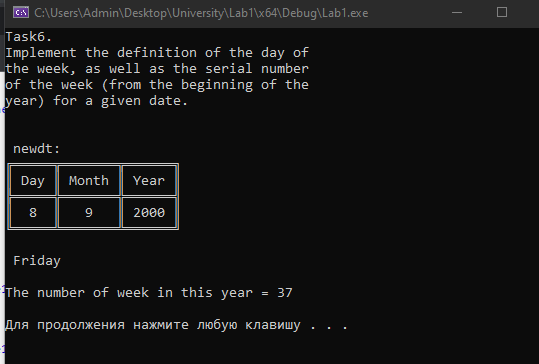 C:\Users\Admin\Desktop\University\Lab1\x64\Debug\Lab1.exe
Task6.
Implement the definition of the day of
the week, as well as the serial number
of the week (from the beginning of the
year) for a given date.
newdt:
Day Month Year
8 9 2000
Friday
The number of week in this year = 37
Для продолжения нажмите любую клавишу . . .